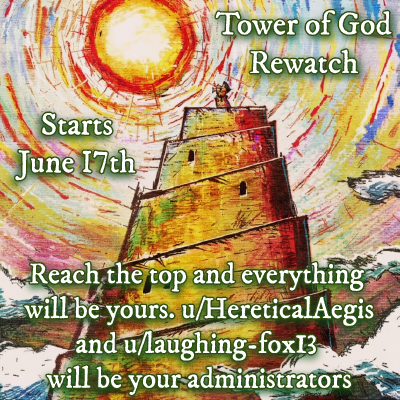 Tower of God
Rewatch
Starts
June 17th
Reach the top and everything
will be yours. u/HereticalAegis
and u/laughing-fox13
will be your administrators